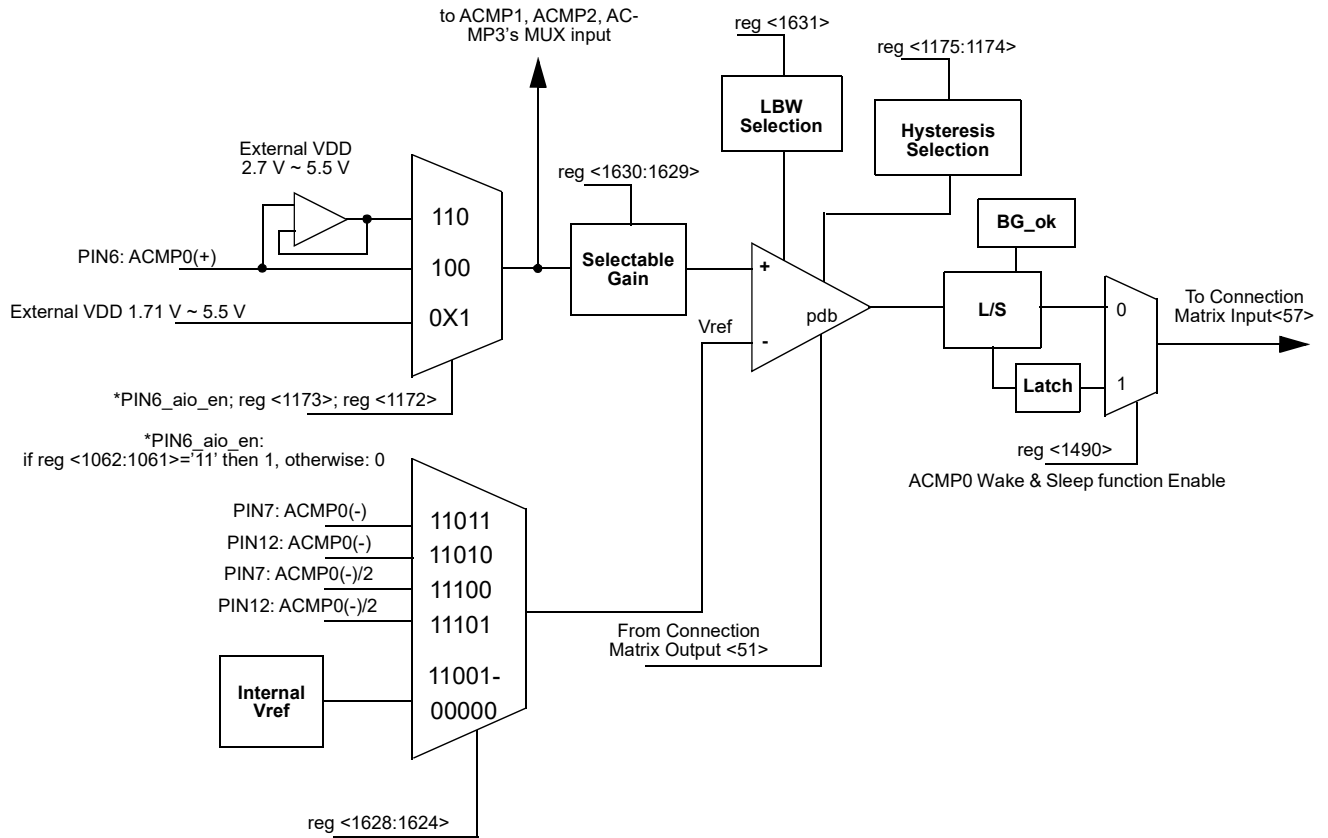 to ACMP1, ACMP2, AC-
MP3's MUX input
reg <1631>
reg <1175:1174>
LBW
Selection
Hysteresis
Selection
External VDD
2.7 V ~ 5.5 V
reg <1630:1629>
BG_ok
110
PIN6: ACMP0(+)
100
Selectable
Gain
+
External VDD 1.71 V ~ 5.5 V
0X1
Vref
-
pdb
L/S
0
To Connection
Matrix Input<57>
Latch
1
*PIN6_aio_en; reg <1173>; reg <1172>
*PIN6_aio_en:
if reg <1062:1061>='11' then 1, otherwise: 0
reg <1490>
ACMP0 Wake & Sleep function Enable
PIN7: ACMP0(-)
11011
PIN12: ACMP0(-)
11010
PIN7: ACMP0(-)/2
11100
PIN12: ACMP0(-)/2
11101
From Connection
Matrix Output <51>
11001-
00000
Internal
Vref
reg <1628:1624>